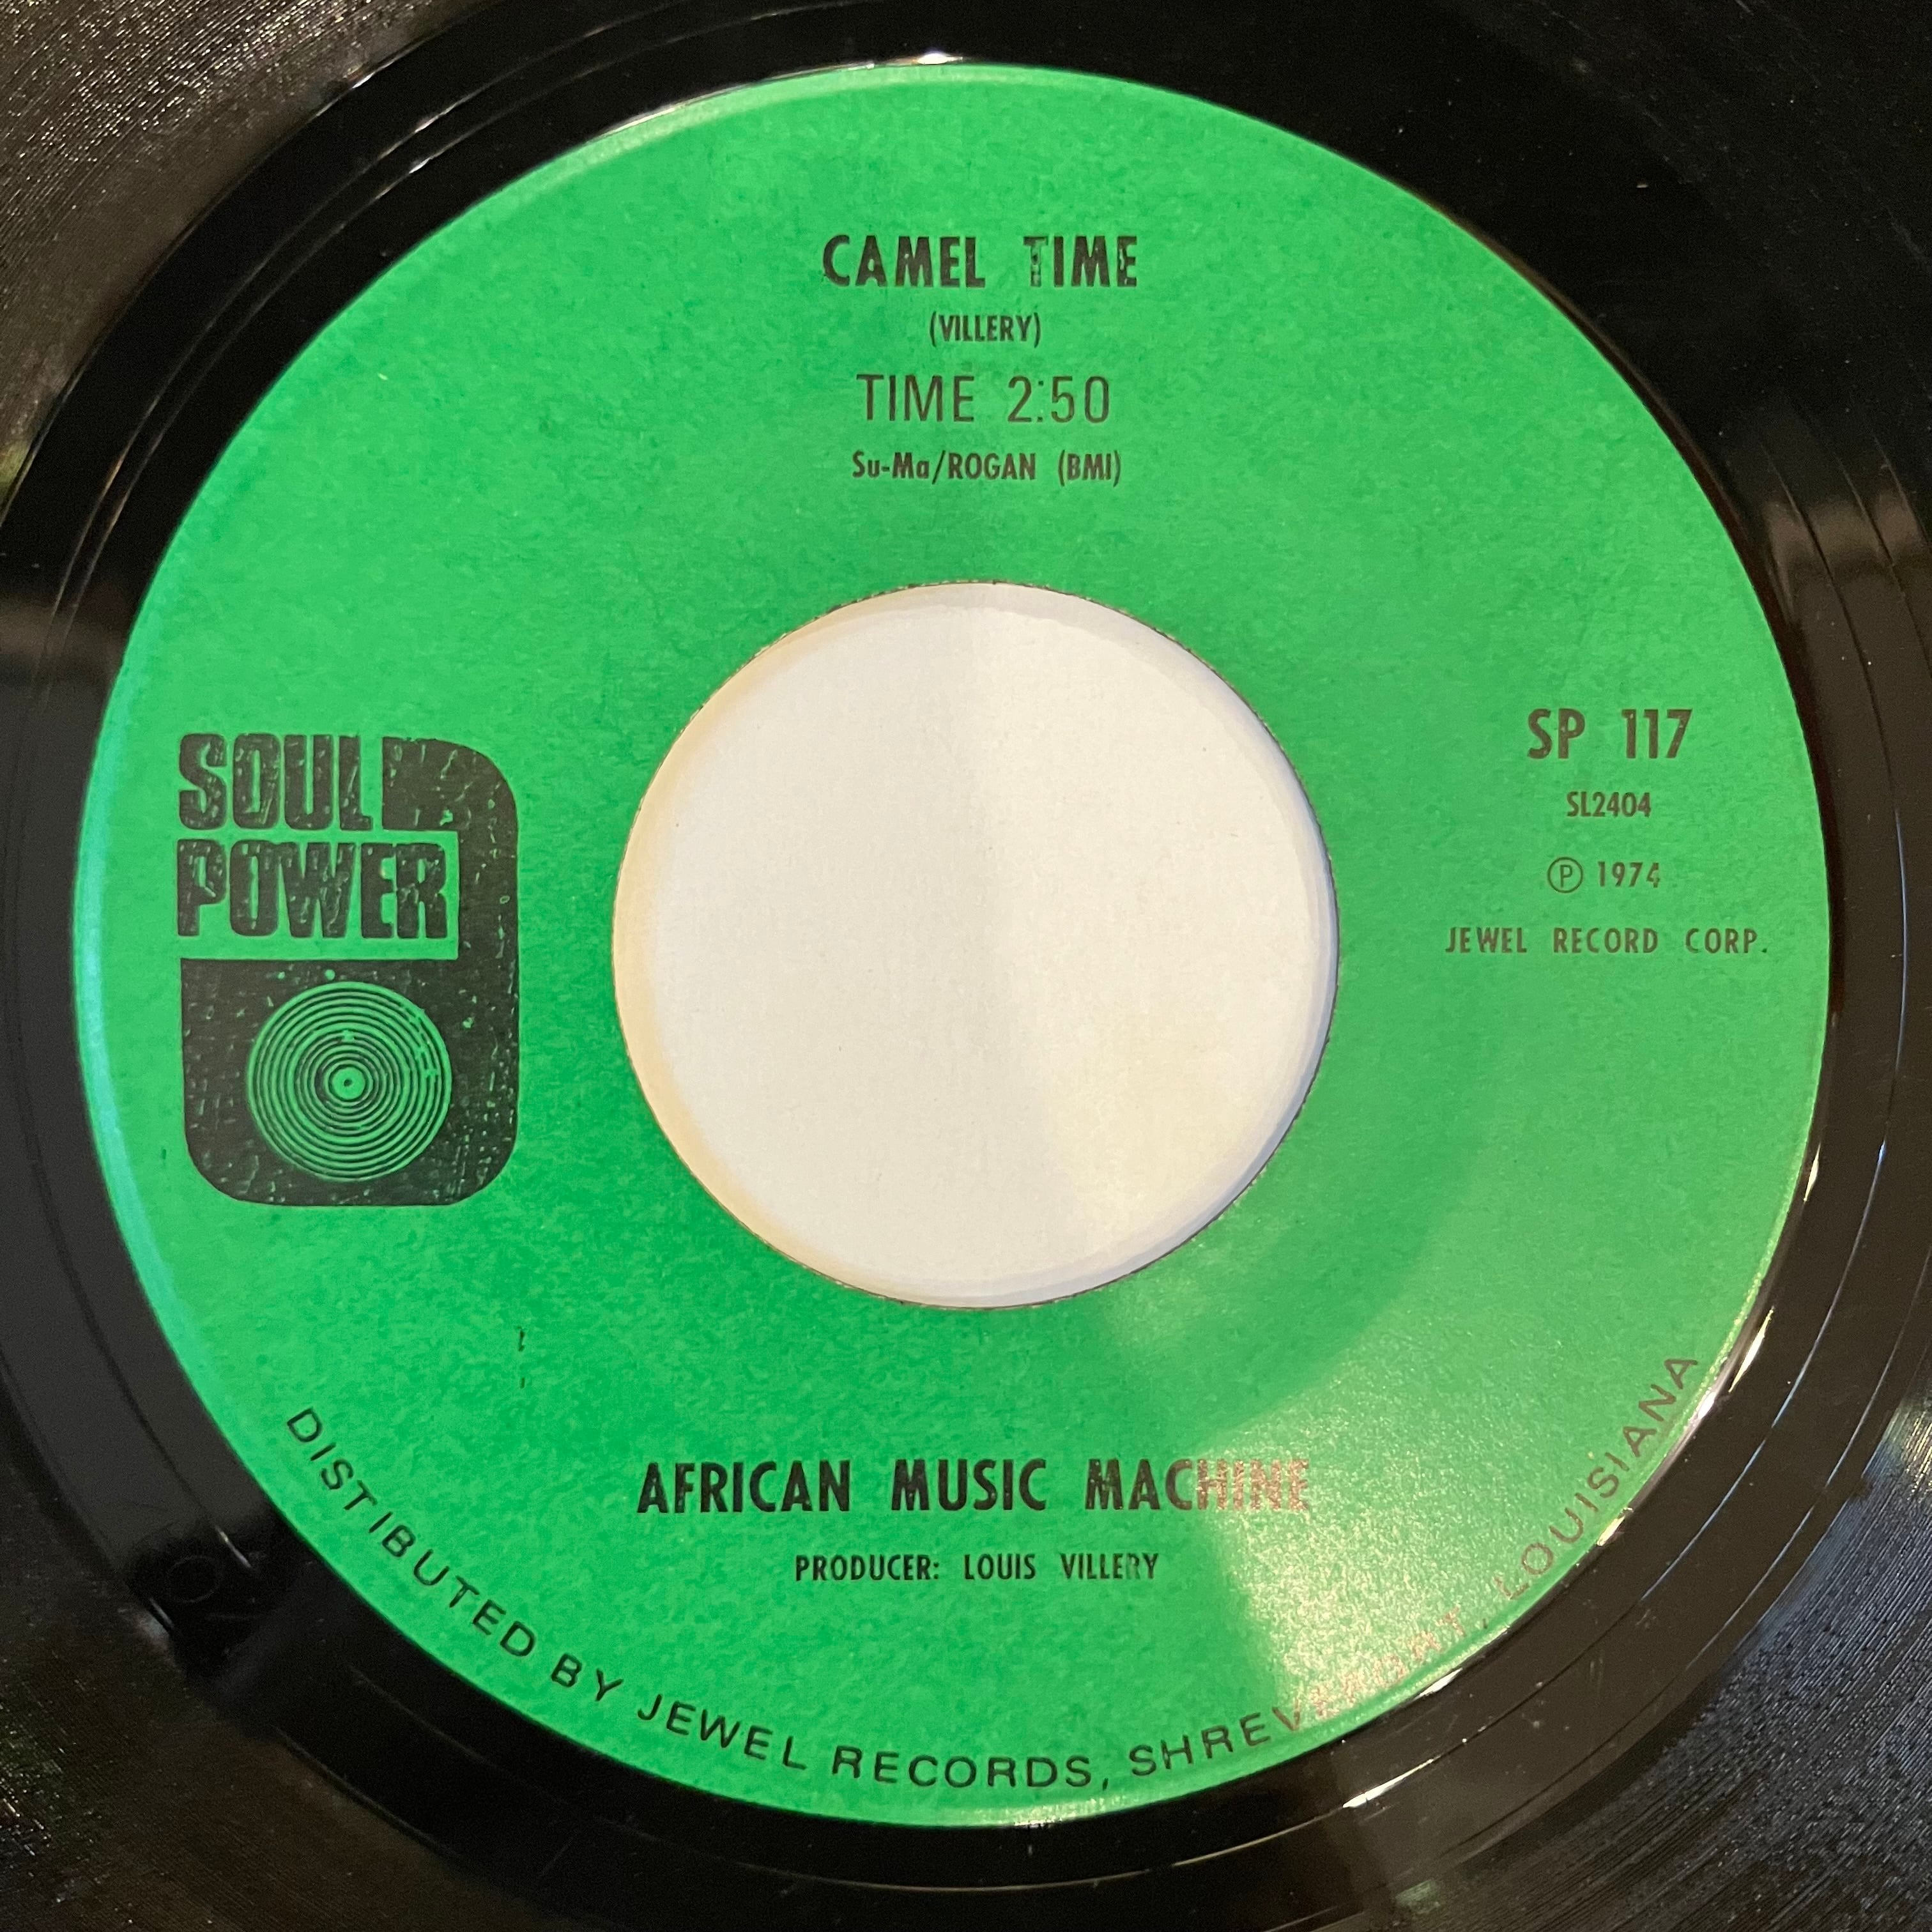 CAMEL TIME
(VILLERY)
TIME 2:50
Su-Ma/ROGAN (BMI)
SOUL
POWER
SP 117
SL2404
Ⓟ 1974
JEWEL RECORD CORP.
AFRICAN MUSIC MACHINE
PRODUCER: LOUIS VILLERY
DISTIBUTED BY JEWEL RECORDS, SHREVEPORT, LOUISIANA